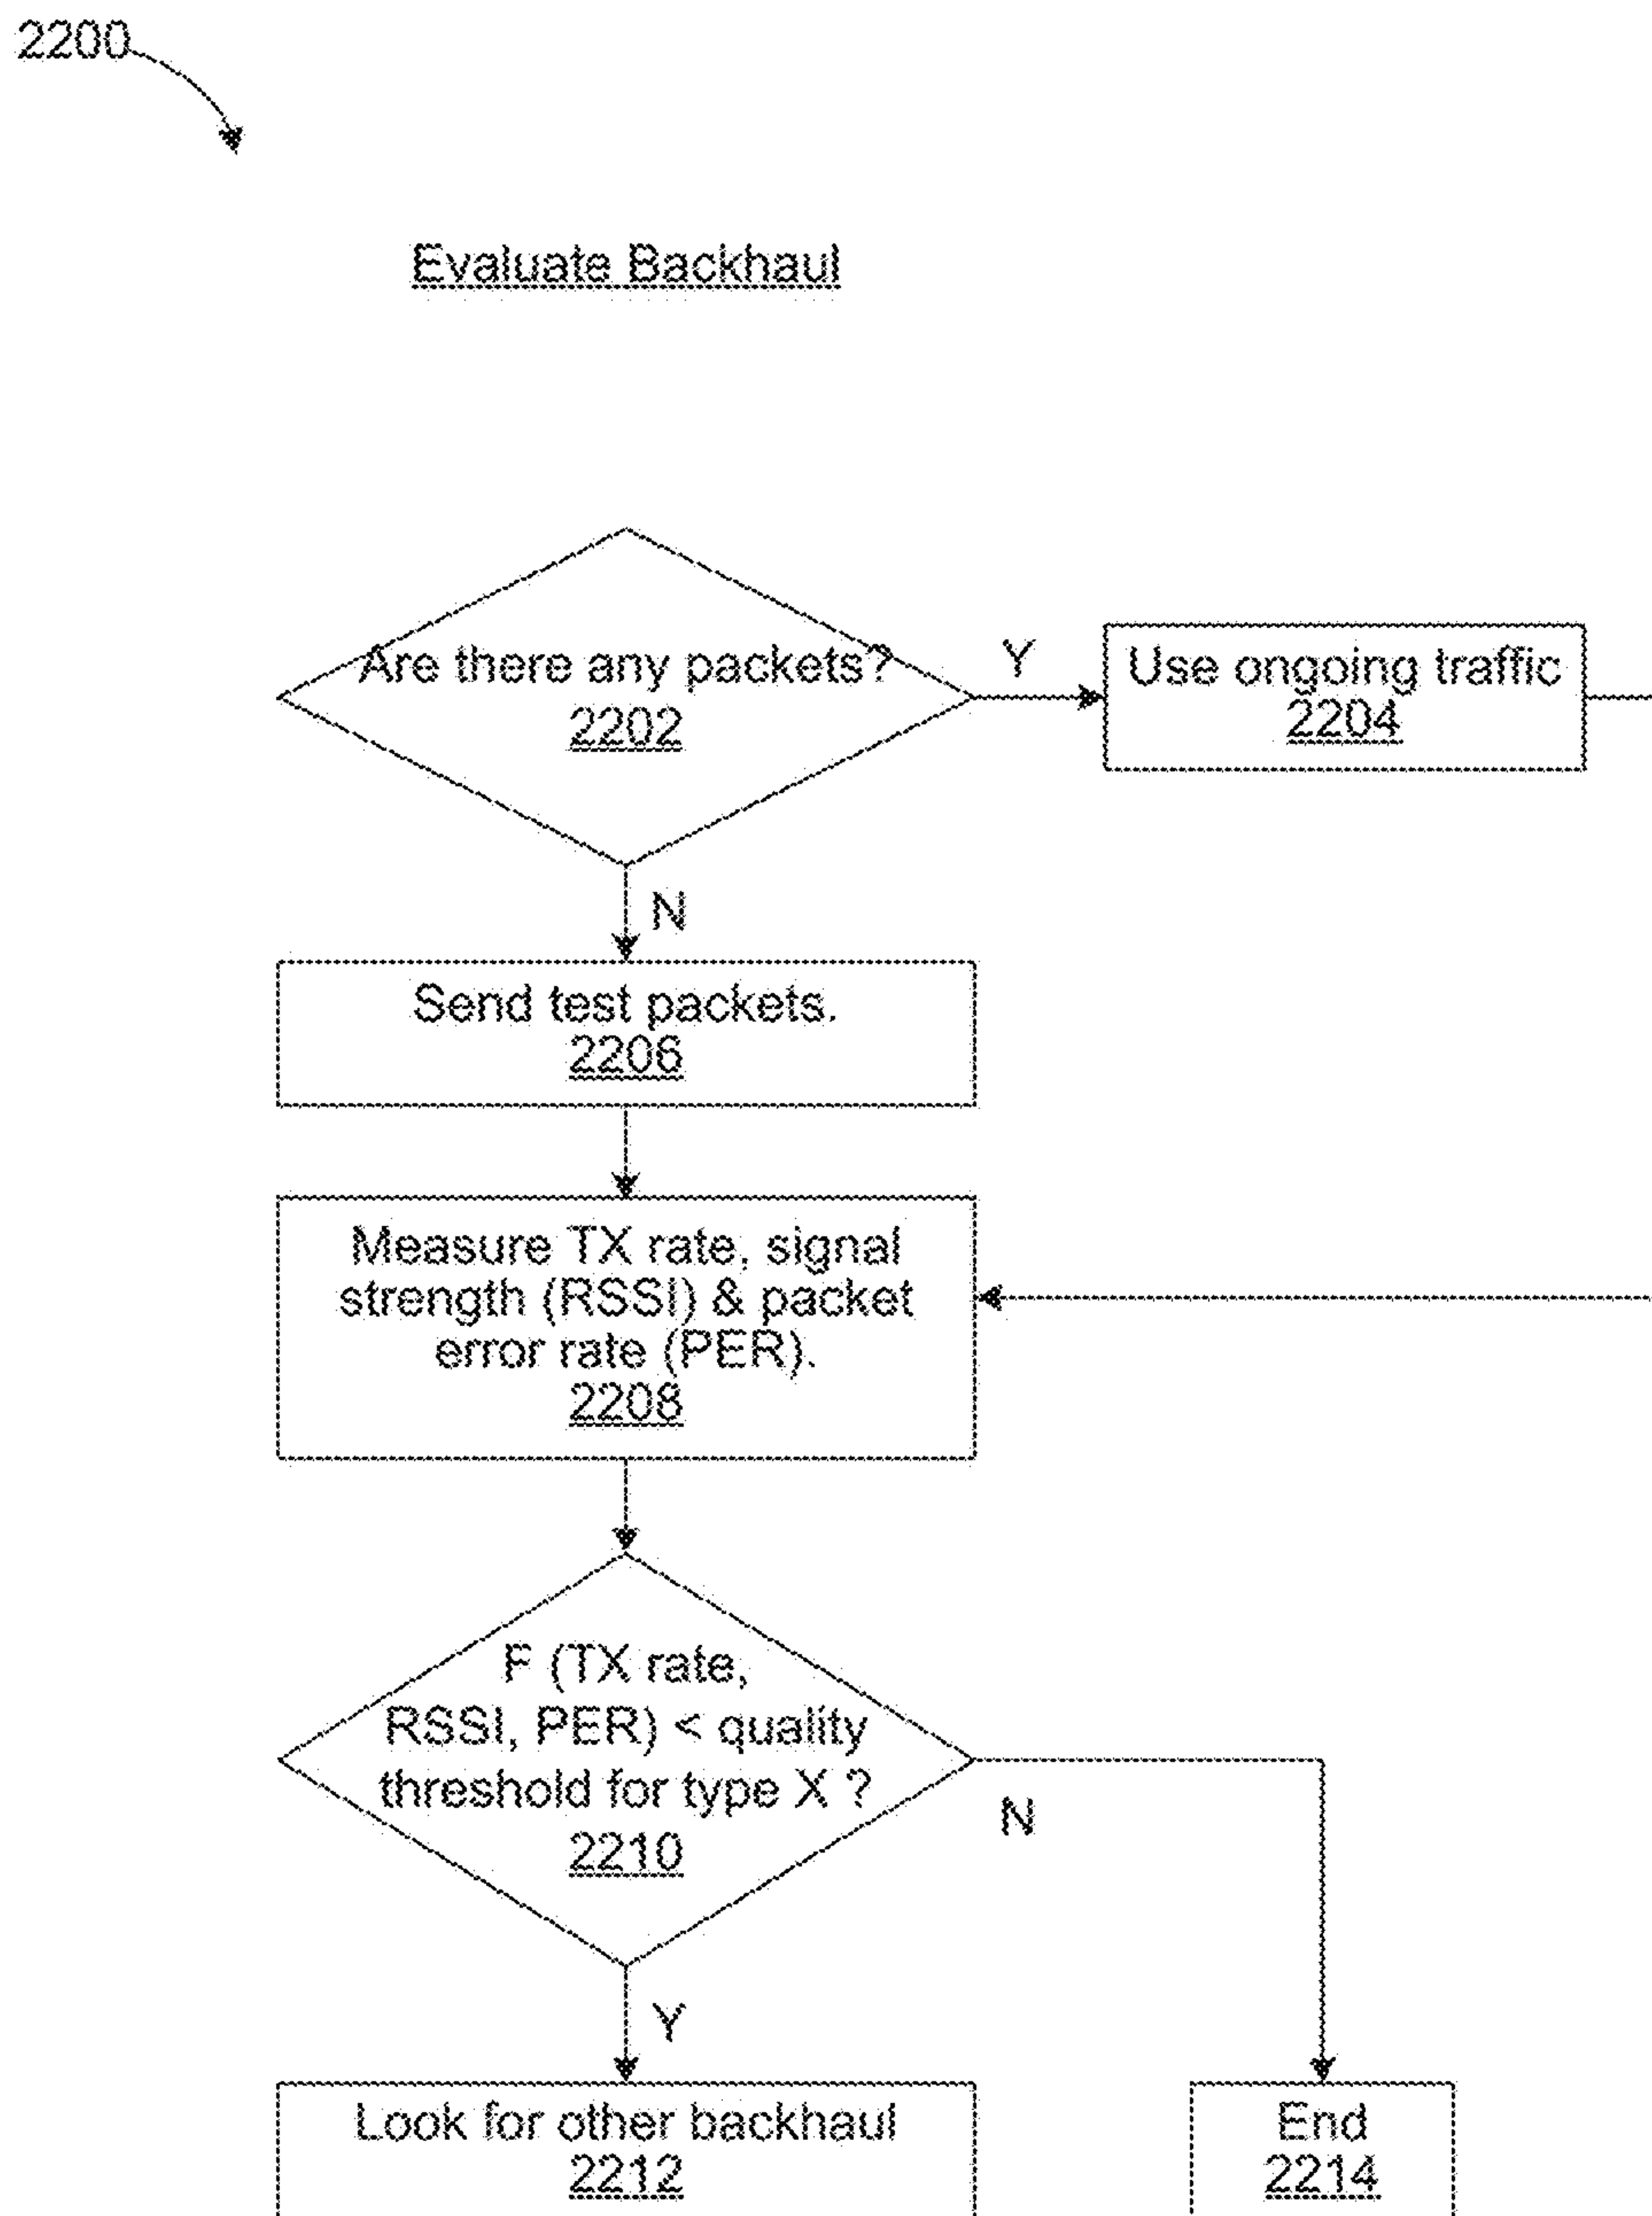 2200
Evaluate Backhaul
Are there any packets?
2202
Y
Use ongoing traffic
2204
N
Send test packets.
2206
Measure TX rate, signal
strength (RSSI) & packet
error rate (PER).
2208
F (TX rate,
RSSI, PER) < quality
threshold for type X ?
2210
N
Y
Look for other backhaul
2212
End
2214